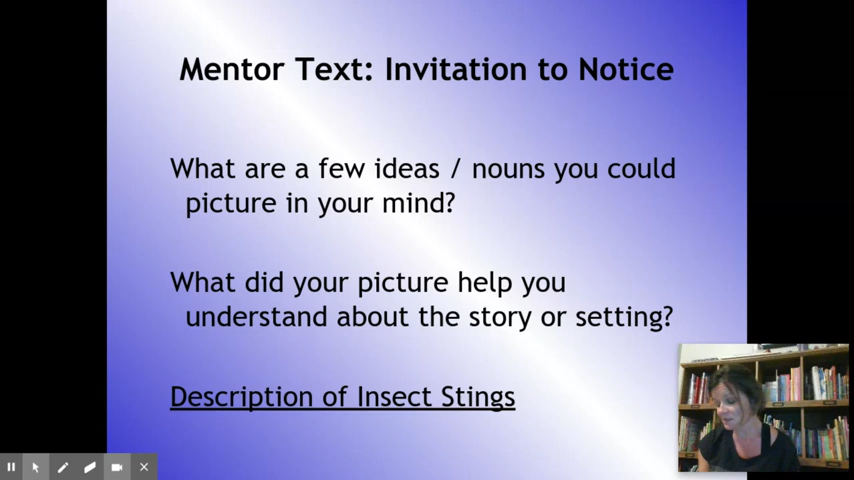 Mentor Text: Invitation to Notice
What are a few ideas / nouns you could
picture in your mind?
What did your picture help you
understand about the story or setting?
Description of Insect Stings